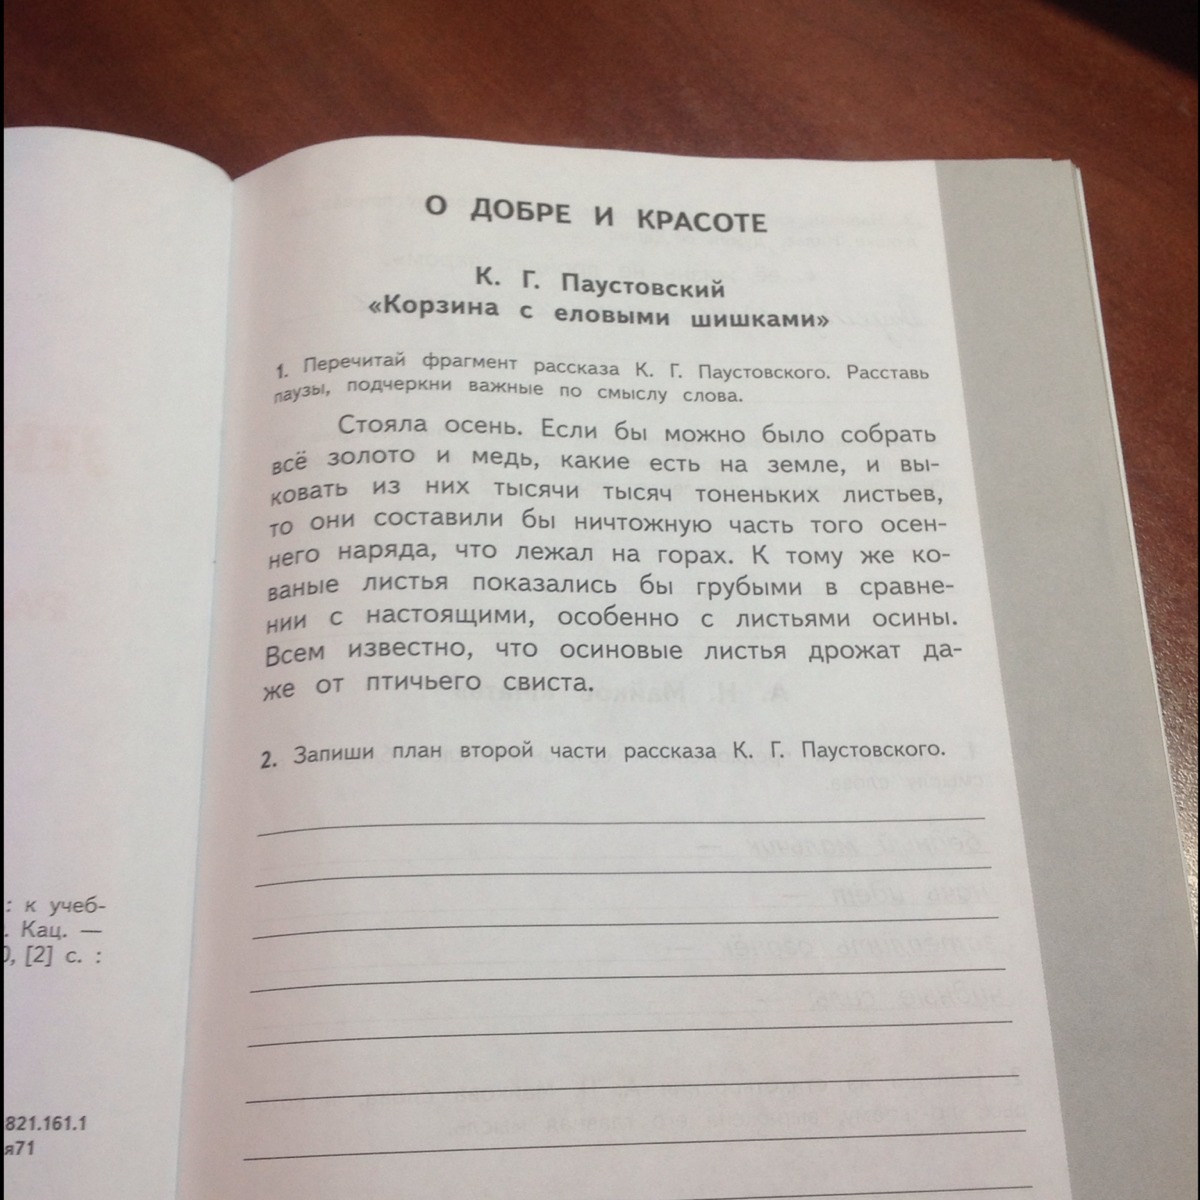 О ДОБРЕ И КРАСОТЕ
К. Г. Паустовский
«Корзина с еловыми шишками»
1. Перечитай фрагмент рассказа К. Г. Паустовского. Расставь
паузы, подчеркни важные по смыслу слова.
Стояла осень. Если бы можно было собрать
всё золото и медь, какие есть на земле, и вы-
ковать из них тысячи тысяч тоненьких листьев,
то они составили бы ничтожную часть того осен-
него наряда, что лежал на горах. К тому же ко-
ваные листья показались бы грубыми в сравне-
нии с настоящими, особенно с листьями осины.
Всем известно, что осиновые листья дрожат да-
же от птичьего свиста.
2. Запиши план второй части рассказа К. Г. Паустовского.
: к учеб-
. Кац. —
0, [2] с. :
821.161.1
я71